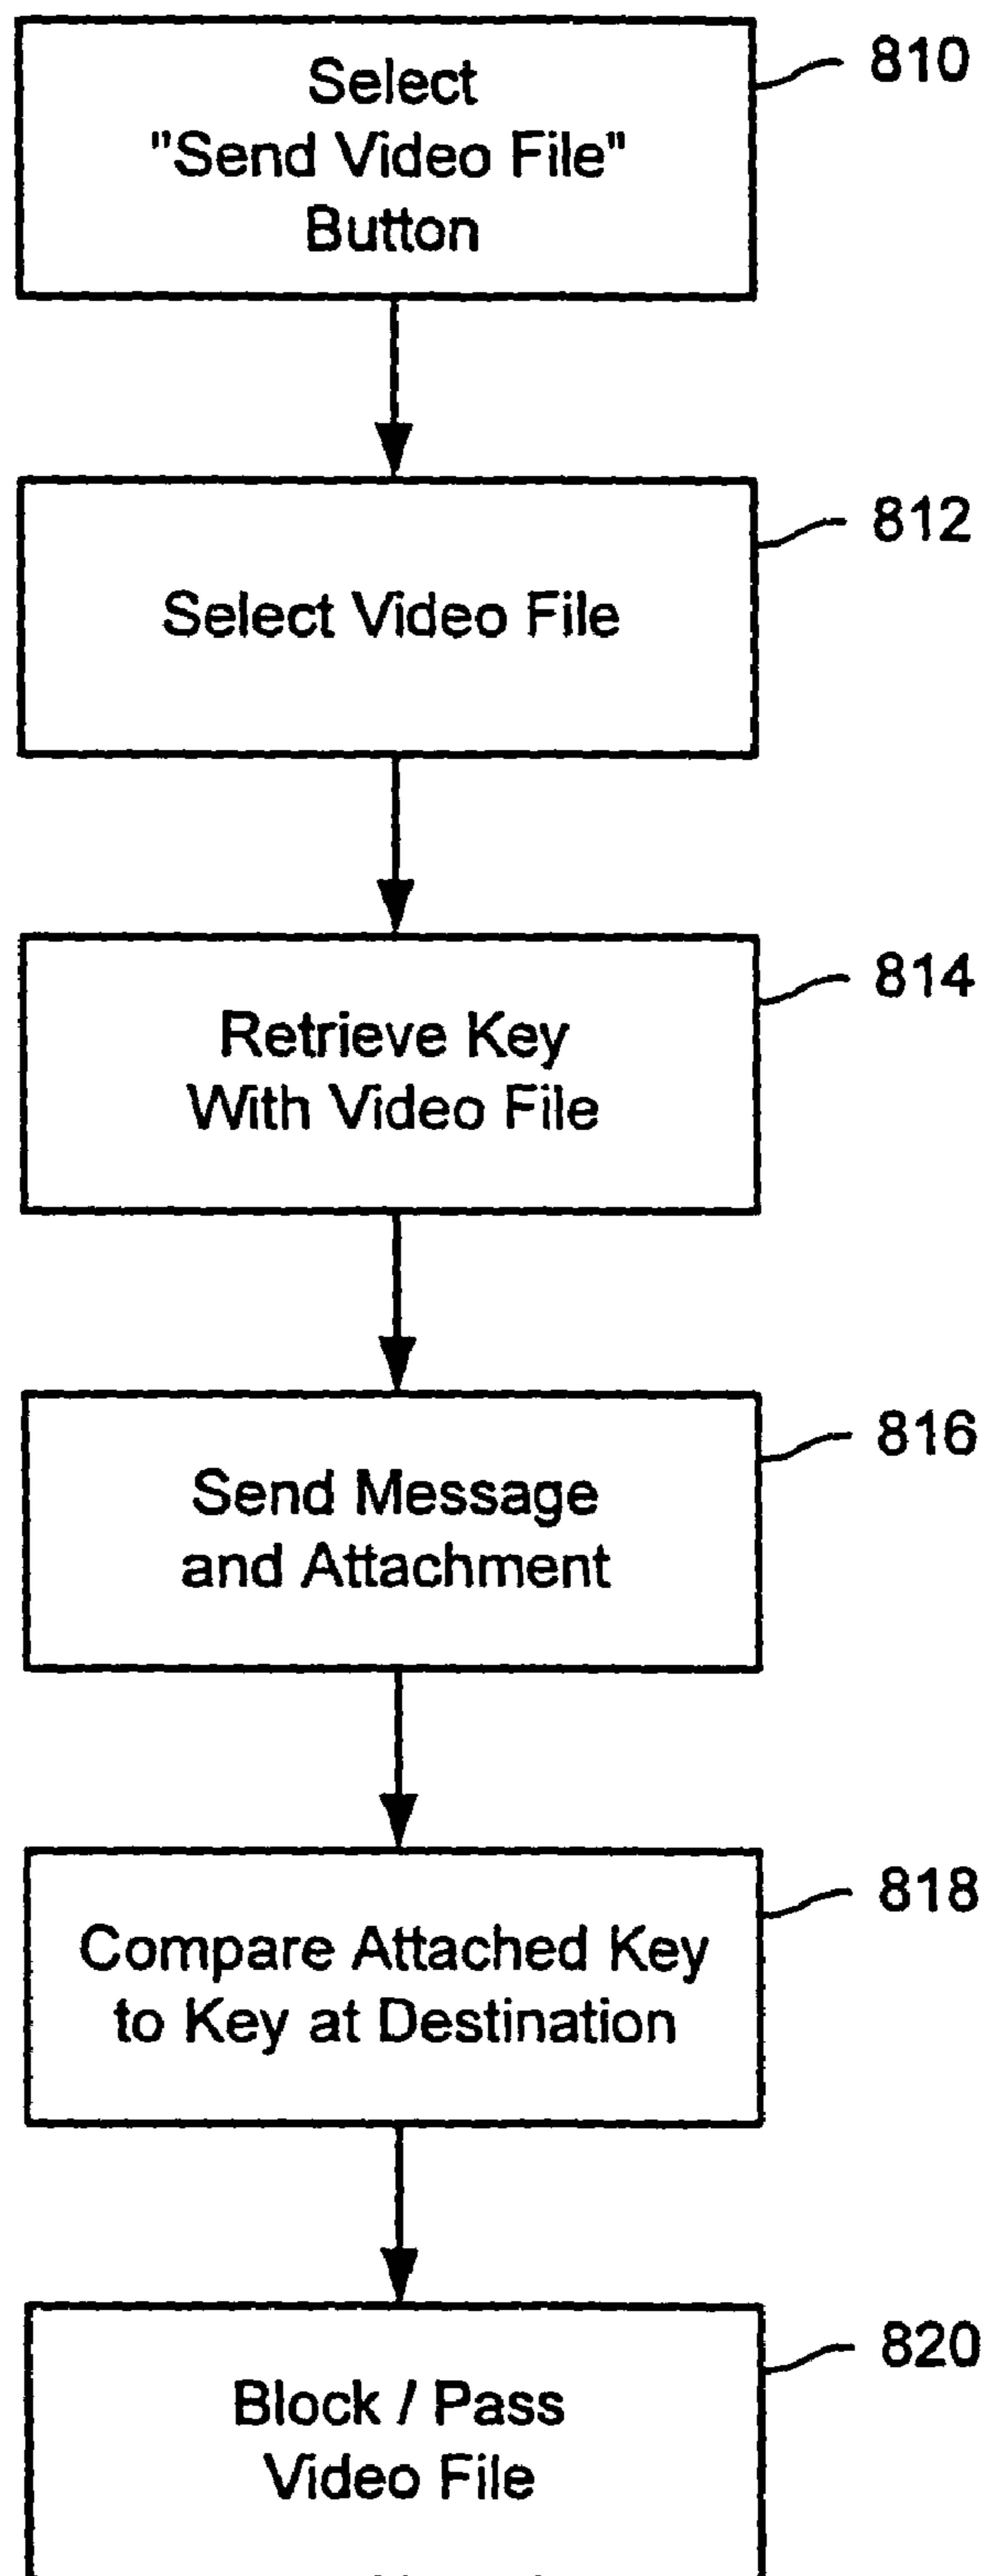 Select
"Send Video File"
Button
810
Select Video File
812
Retrieve Key
With Video File
814
Send Message
and Attachment
816
Compare Attached Key
to Key at Destination
818
Block / Pass
Video File
820